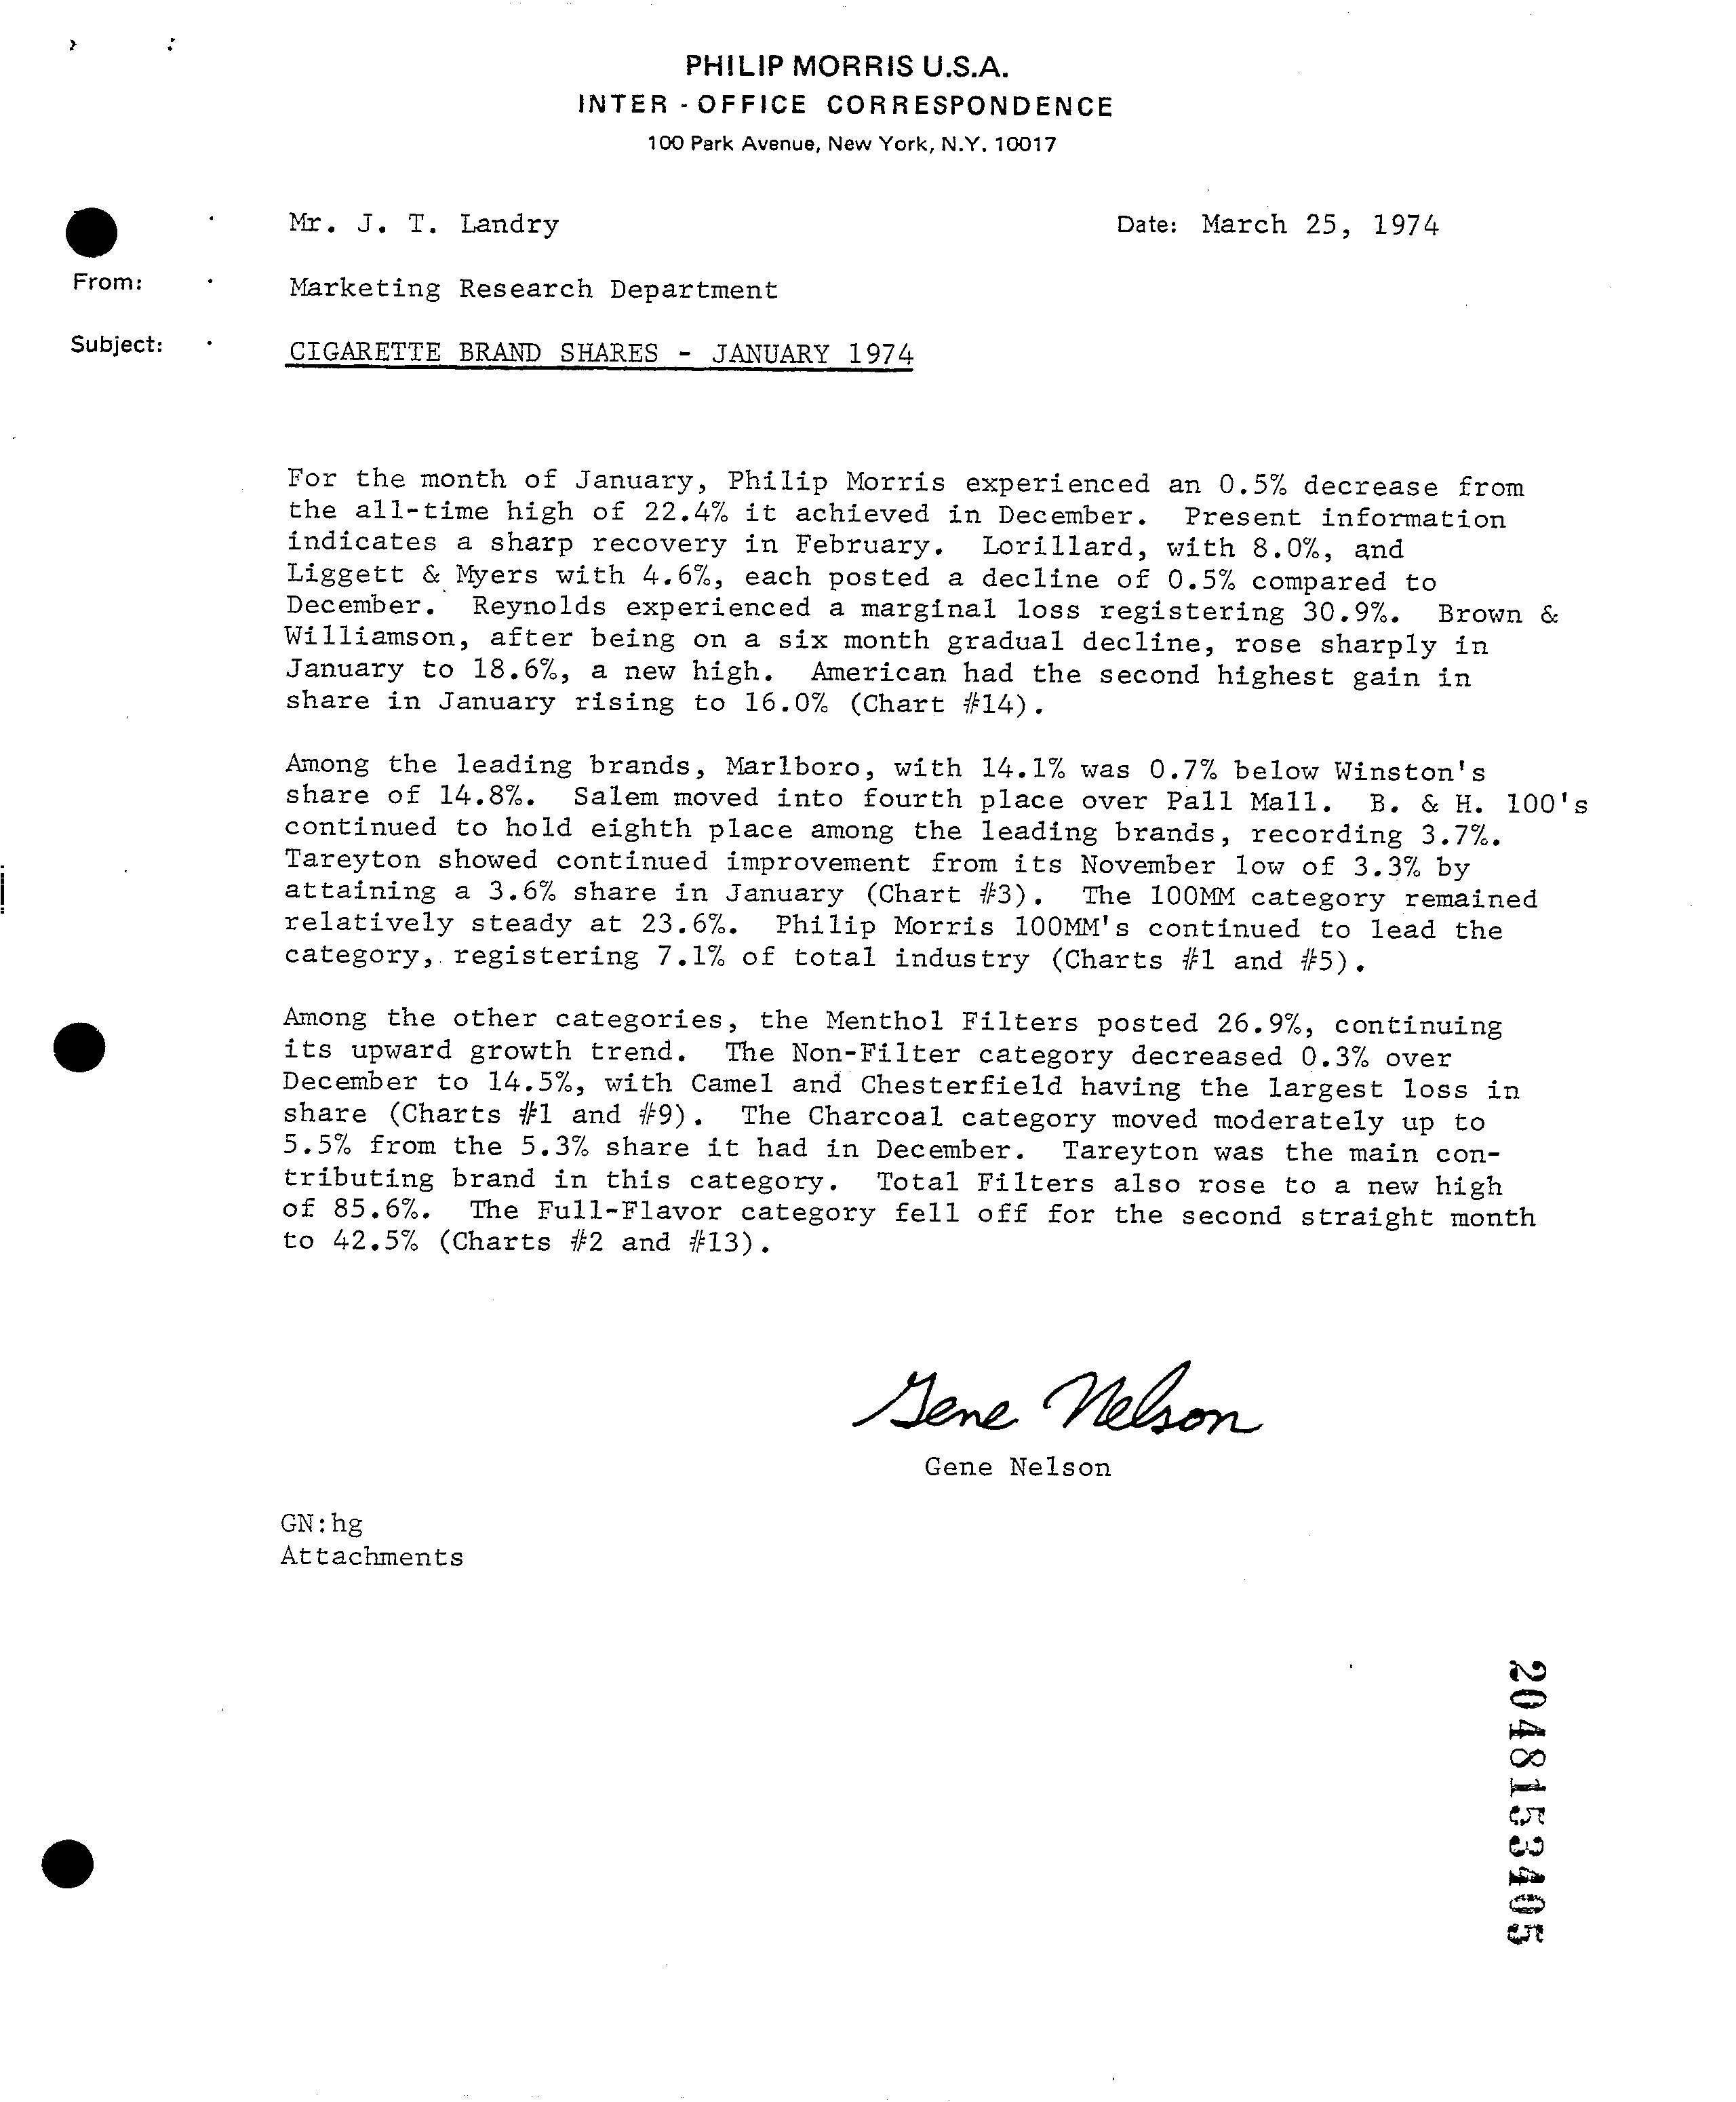 PHILIP MORRIS U.S.A.
INTER - OFFICE CORRESPONDENCE
100 Park Avenue, New York, N.Y. 10017
Mr. J. T. Landry Date: March 25, 1974
From: Marketing Research Department
Subject: CIGARETTE BRAND SHARES - JANUARY 1974
For the month of January, Philip Morris experienced an 0.5% decrease from
the all-time high of 22.4% it achieved in December. Present information
indicates a sharp recovery in February. Lorillard, with 8.0%, and
Liggett & Myers with 4.6%, each posted a decline of 0.5% compared to
December. Reynolds experienced a marginal loss registering 30.9%. Brown &
Williamson, after being on a six month gradual decline, rose sharply in
January to 18.6%, a new high. American had the second highest gain in
share in January rising to 16.0% (Chart #14).
Among the leading brands, Marlboro, with 14.1% was 0.7% below Winston's
share of 14.8%. Salem moved into fourth place over Pall Mall. B. & H. 100's
continued to hold eighth place among the leading brands, recording 3.7%.
Tareyton showed continued improvement from its November low of 3.3% by
attaining a 3.6% share in January (Chart #3). The 100MM category remained
relatively steady at 23.6%. Philip Morris 100MM's continued to lead the
category, registering 7.1% of total industry (Charts #1 and #5).
Among the other categories, the Menthol Filters posted 26.9%, continuing
its upward growth trend. The Non-Filter category decreased 0.3% over
December to 14.5%, with Camel and Chesterfield having the largest loss in
share (Charts #1 and #9). The Charcoal category moved moderately up to
5.5% from the 5.3% share it had in December. Tareyton was the main con-
tributing brand in this category. Total Filters also rose to a new high
of 85.6%. The Full-Flavor category fell off for the second straight month
to 42.5% (Charts #2 and #13).
Gene Nelson
Gene Nelson
GN:hg
Attachments
2048153405